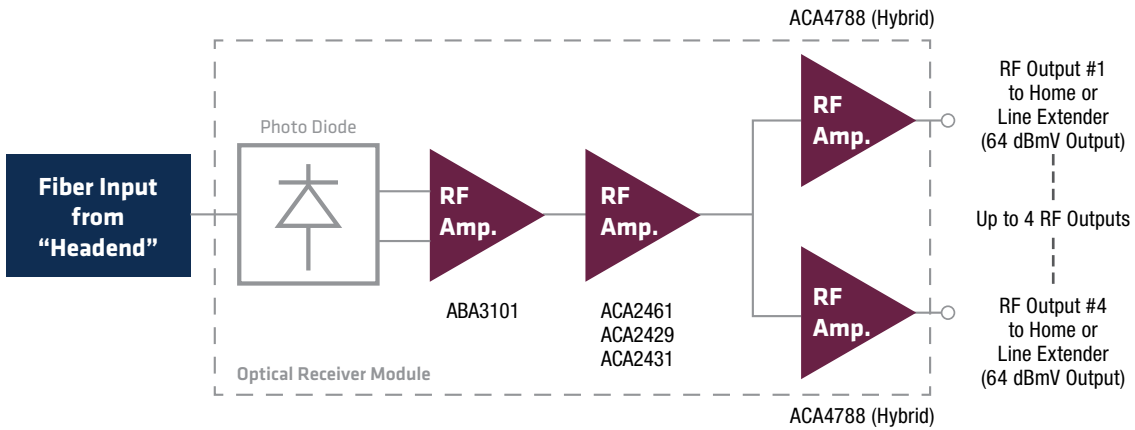 ACA4788 (Hybrid)
Photo Diode
Fiber Input
from
“Headend”
RF
Amp.
RF
Amp.
RF
Amp.
RF
Amp.
ABA3101
ACA2461
ACA2429
ACA2431
Optical Receiver Module
ACA4788 (Hybrid)
RF Output #1
to Home or
Line Extender
(64 dBmV Output)
Up to 4 RF Outputs
RF Output #4
to Home or
Line Extender
(64 dBmV Output)